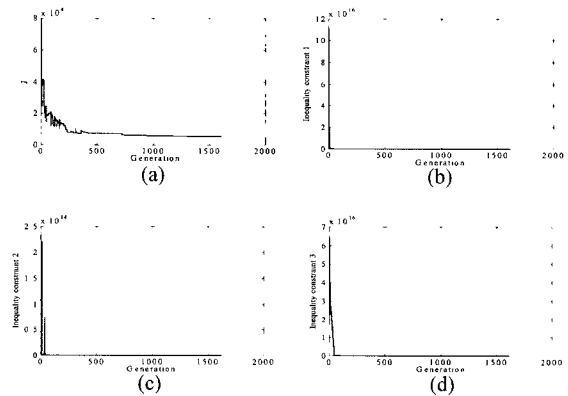 x 10⁴
8
6
4
2
0
J
0 500 1000 1500 2000
Generation
(a)
x 10¹⁶
12
10
8
6
4
2
0
Inequality constraint 1
0 500 1000 1500 2000
Generation
(b)
x 10¹⁴
2 5
2
1 5
1
0 5
0
Inequality constraint 2
0 500 1000 1500 2000
Generation
(c)
x 10¹⁶
7
6
5
4
3
2
1
0
Inequality constraint 3
0 500 1000 1500 2000
Generation
(d)